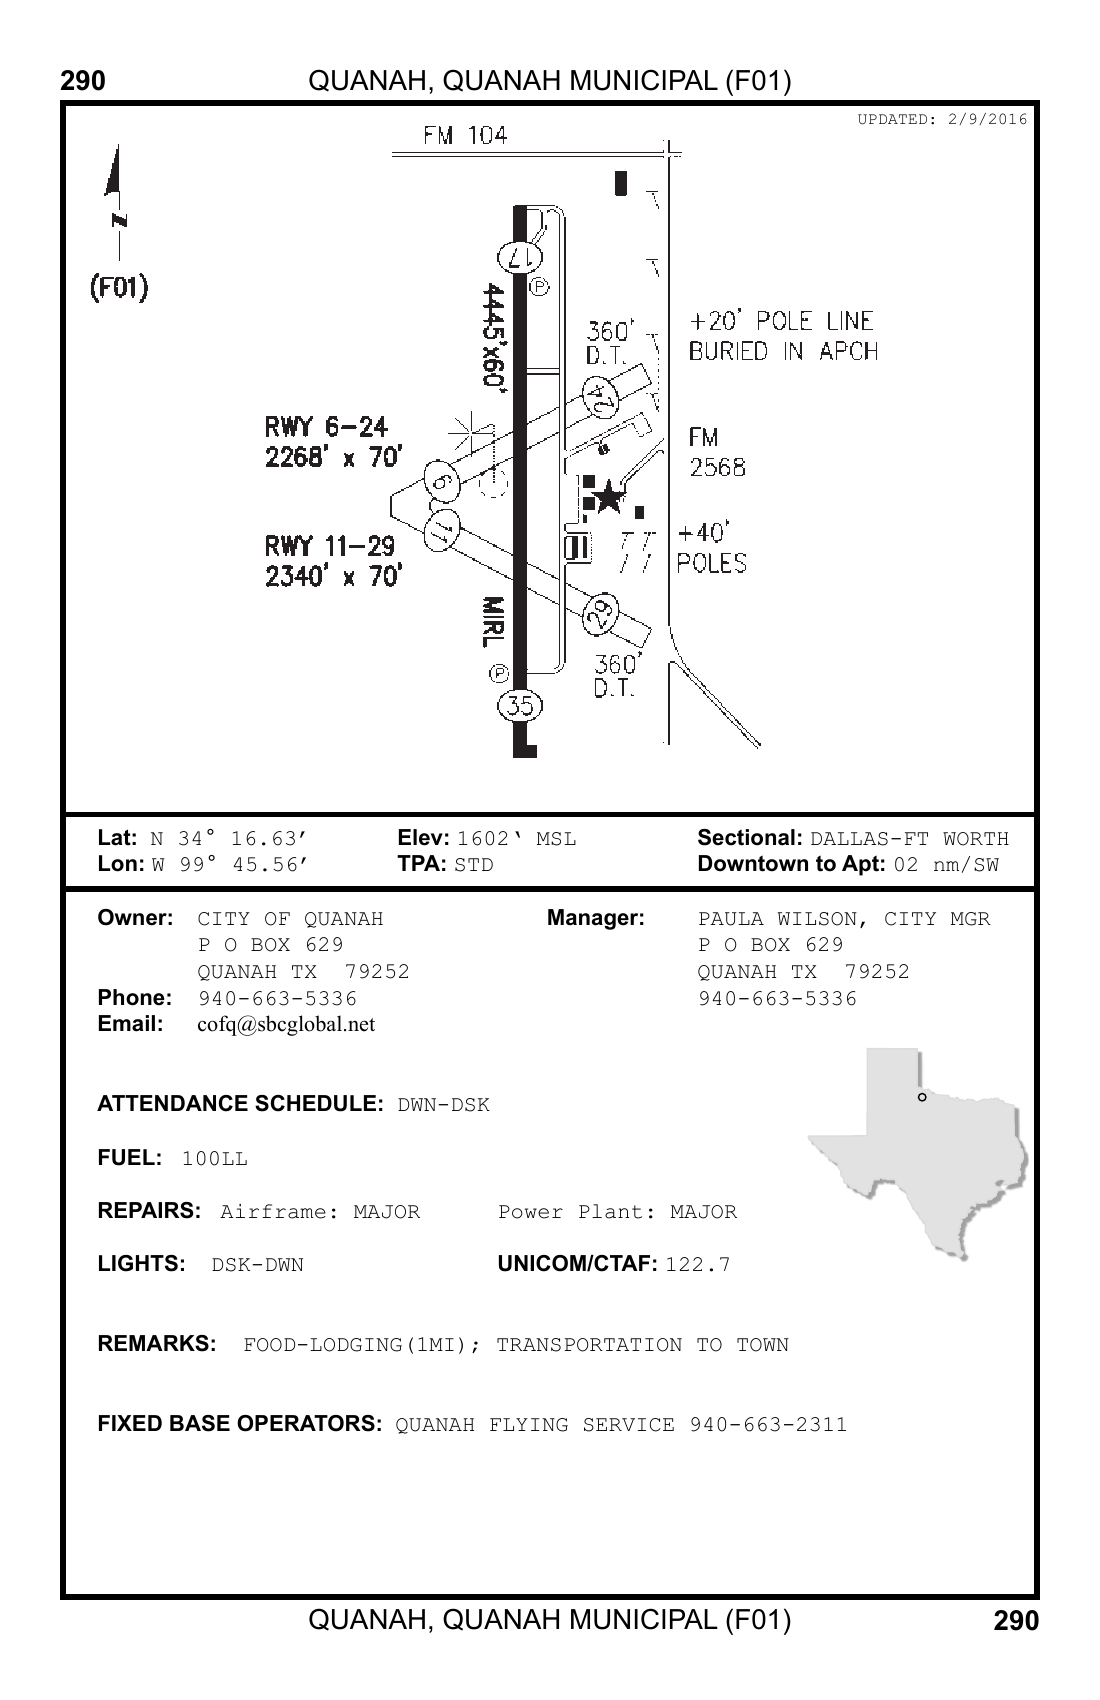 290 QUANAH, QUANAH MUNICIPAL (F01)
UPDATED: 2/9/2016
FM 104
N
(F01)
17
P
4445'x60'
360'
D.T.
+20' POLE LINE
BURIED IN APCH
24
RWY 6-24
2268' x 70'
FM
2568
6
11
RWY 11-29
2340' x 70'
+40'
POLES
MIRL
29
360'
D.T.
P
35
Lat: N 34° 16.63′ Elev: 1602‘ MSL Sectional: DALLAS-FT WORTH
Lon: W 99° 45.56′ TPA: STD Downtown to Apt: 02 nm/SW
Owner: CITY OF QUANAH Manager: PAULA WILSON, CITY MGR
P O BOX 629 P O BOX 629
QUANAH TX 79252 QUANAH TX 79252
Phone: 940-663-5336 940-663-5336
Email: cofq@sbcglobal.net
ATTENDANCE SCHEDULE: DWN-DSK
FUEL: 100LL
REPAIRS: Airframe: MAJOR Power Plant: MAJOR
LIGHTS: DSK-DWN UNICOM/CTAF: 122.7
REMARKS: FOOD-LODGING(1MI); TRANSPORTATION TO TOWN
FIXED BASE OPERATORS: QUANAH FLYING SERVICE 940-663-2311
QUANAH, QUANAH MUNICIPAL (F01) 290